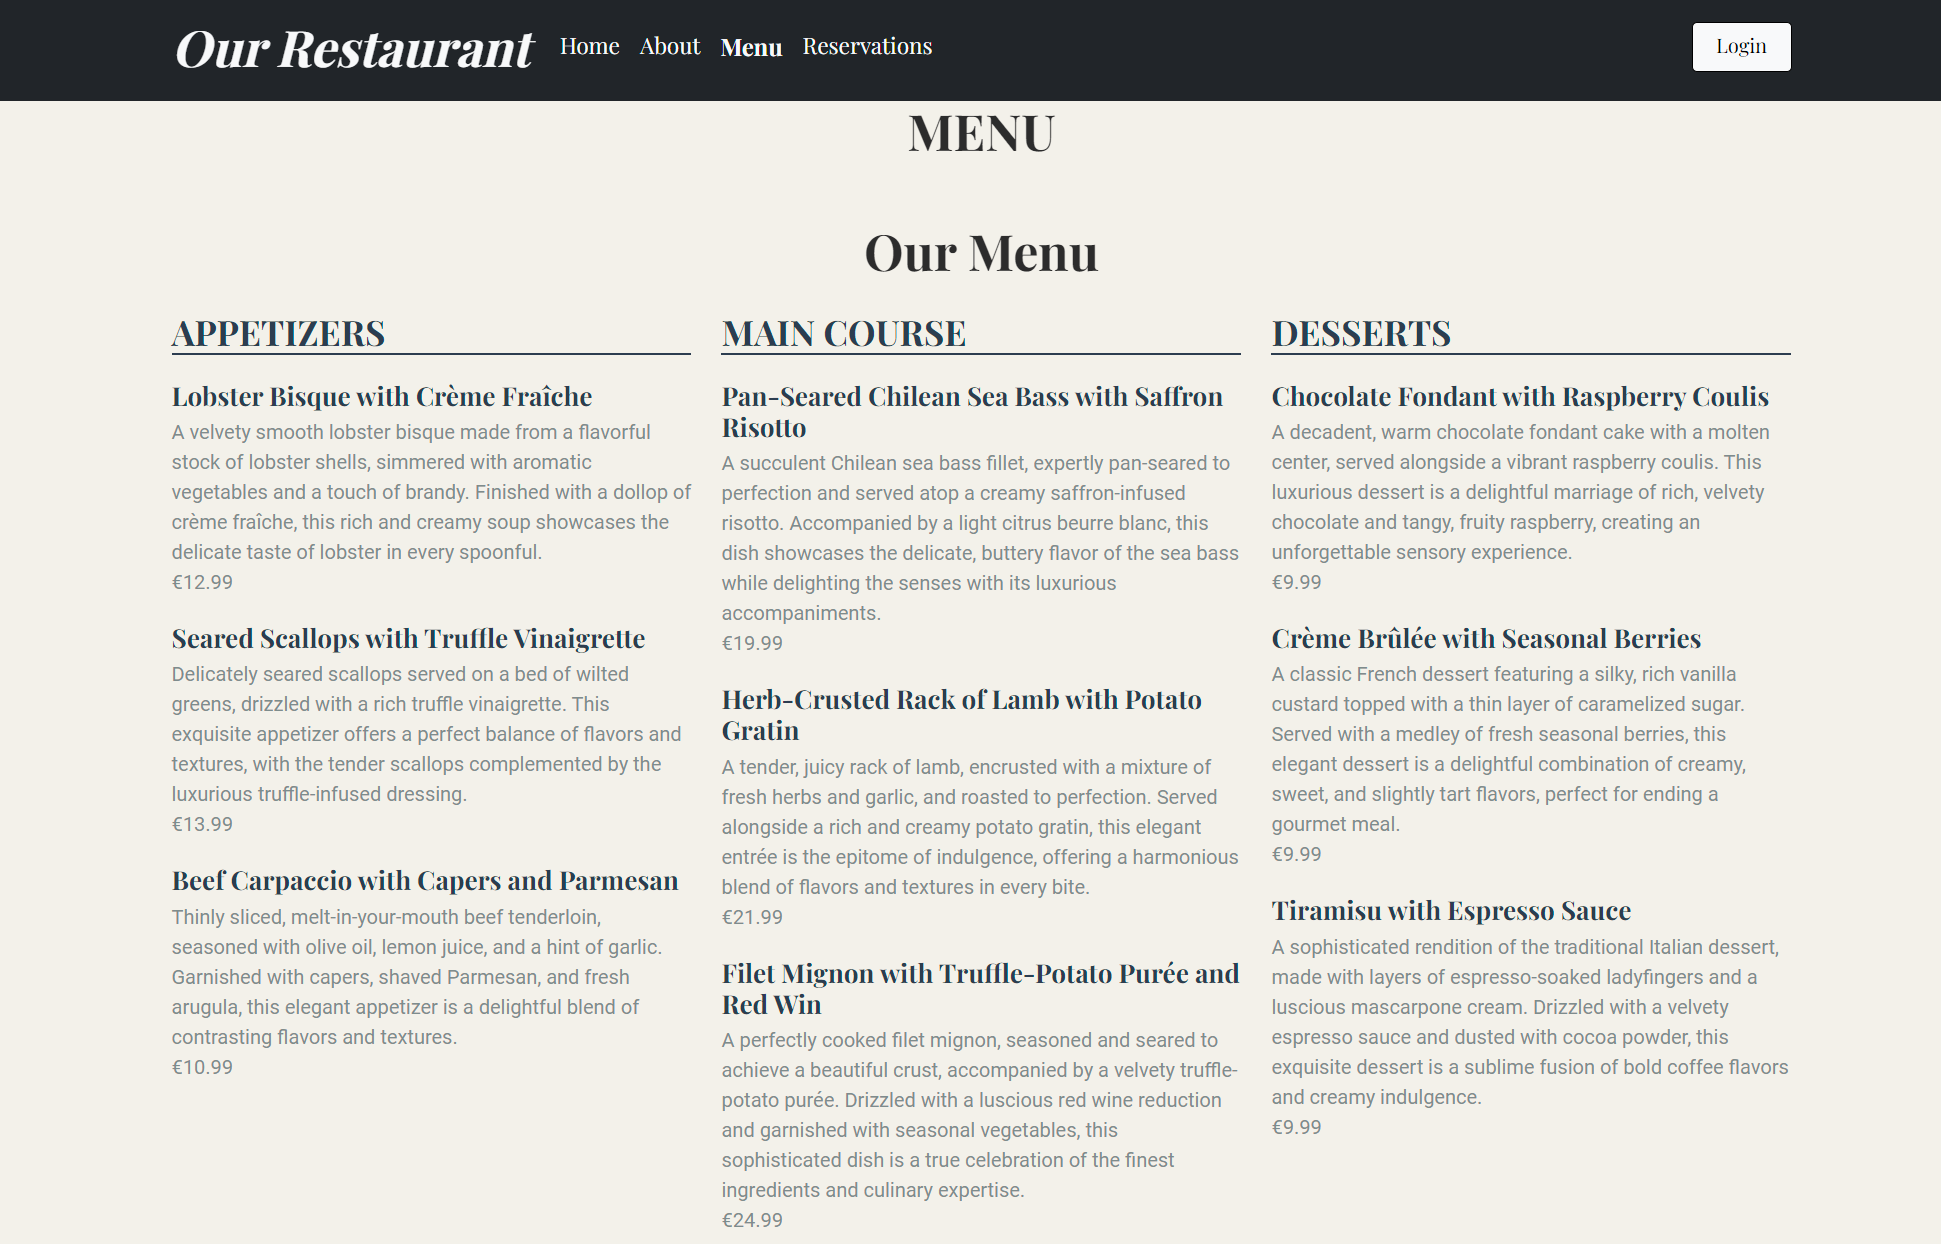 Our Restaurant Home About Menu Reservations Login
MENU
Our Menu
APPETIZERS
Lobster Bisque with Crème Fraîche
A velvety smooth lobster bisque made from a flavorful
stock of lobster shells, simmered with aromatic
vegetables and a touch of brandy. Finished with a dollop of
crème fraîche, this rich and creamy soup showcases the
delicate taste of lobster in every spoonful.
€12.99
Seared Scallops with Truffle Vinaigrette
Delicately seared scallops served on a bed of wilted
greens, drizzled with a rich truffle vinaigrette. This
exquisite appetizer offers a perfect balance of flavors and
textures, with the tender scallops complemented by the
luxurious truffle-infused dressing.
€13.99
Beef Carpaccio with Capers and Parmesan
Thinly sliced, melt-in-your-mouth beef tenderloin,
seasoned with olive oil, lemon juice, and a hint of garlic.
Garnished with capers, shaved Parmesan, and fresh
arugula, this elegant appetizer is a delightful blend of
contrasting flavors and textures.
€10.99
MAIN COURSE
Pan-Seared Chilean Sea Bass with Saffron
Risotto
A succulent Chilean sea bass fillet, expertly pan-seared to
perfection and served atop a creamy saffron-infused
risotto. Accompanied by a light citrus beurre blanc, this
dish showcases the delicate, buttery flavor of the sea bass
while delighting the senses with its luxurious
accompaniments.
€19.99
Herb-Crusted Rack of Lamb with Potato
Gratin
A tender, juicy rack of lamb, encrusted with a mixture of
fresh herbs and garlic, and roasted to perfection. Served
alongside a rich and creamy potato gratin, this elegant
entrée is the epitome of indulgence, offering a harmonious
blend of flavors and textures in every bite.
€21.99
Filet Mignon with Truffle-Potato Purée and
Red Win
A perfectly cooked filet mignon, seasoned and seared to
achieve a beautiful crust, accompanied by a velvety truffle-
potato purée. Drizzled with a luscious red wine reduction
and garnished with seasonal vegetables, this
sophisticated dish is a true celebration of the finest
ingredients and culinary expertise.
€24.99
DESSERTS
Chocolate Fondant with Raspberry Coulis
A decadent, warm chocolate fondant cake with a molten
center, served alongside a vibrant raspberry coulis. This
luxurious dessert is a delightful marriage of rich, velvety
chocolate and tangy, fruity raspberry, creating an
unforgettable sensory experience.
€9.99
Crème Brûlée with Seasonal Berries
A classic French dessert featuring a silky, rich vanilla
custard topped with a thin layer of caramelized sugar.
Served with a medley of fresh seasonal berries, this
elegant dessert is a delightful combination of creamy,
sweet, and slightly tart flavors, perfect for ending a
gourmet meal.
€9.99
Tiramisu with Espresso Sauce
A sophisticated rendition of the traditional Italian dessert,
made with layers of espresso-soaked ladyfingers and a
luscious mascarpone cream. Drizzled with a velvety
espresso sauce and dusted with cocoa powder, this
exquisite dessert is a sublime fusion of bold coffee flavors
and creamy indulgence.
€9.99